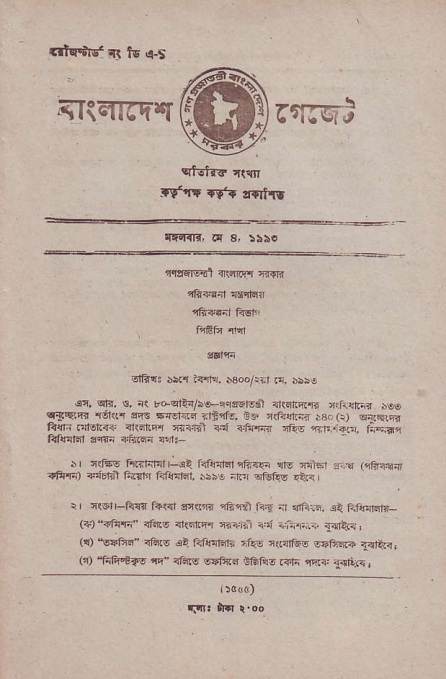 রেজিস্টার্ড নং ডি এ-১
বাংলাদেশ
গণ প্রজাতন্ত্রী বাংলাদেশ
সরকার
গেজেট
অতিরিক্ত সংখ্যা
কর্তৃপক্ষ কর্তৃক প্রকাশিত
মঙ্গলবার, মে ৪, ১৯৯৩
গণপ্রজাতন্ত্রী বাংলাদেশ সরকার
পরিকল্পনা মন্ত্রণালয়
পরিকল্পনা বিভাগ
পিটিসি শাখা
প্রজ্ঞাপন
তারিখঃ ১৯শে বৈশাখ, ১৪০০/২রা মে, ১৯৯৩
এস, আর, ও, নং ৮০-আইন/৯৩—গণপ্রজাতন্ত্রী বাংলাদেশের সংবিধানের ১৩৩
অনুচ্ছেদের শর্তাংশে প্রদত্ত ক্ষমতাবলে রাষ্ট্রপতি, উক্ত সংবিধানের ১৪০ (২) অনুচ্ছেদের
বিধান মোতাবেক বাংলাদেশ সরকারী কর্ম কমিশনের সহিত পরামর্শক্রমে, নিম্নরূপ
বিধিমালা প্রণয়ন করিলেন যথাঃ—
১। সংক্ষিপ্ত শিরোনামা।—এই বিধিমালা পরিবহন খাত সমীক্ষা প্রকল্প (পরিকল্পনা
কমিশন) কর্মচারী নিয়োগ বিধিমালা, ১৯৯৩ নামে অভিহিত হইবে।
২। সংজ্ঞা।—বিষয় কিংবা প্রসংগের পরিপন্থী কিছু না থাকিলে, এই বিধিমালায়—
(ক) “কমিশন” বলিতে বাংলাদেশ সরকারী কর্ম কমিশনকে বুঝাইবে;
(খ) “তফসিল” বলিতে এই বিধিমালার সহিত সংযোজিত তফসিলকে বুঝাইবে;
(গ) “নির্দিষ্টকৃত পদ” বলিতে তফসিলে উল্লিখিত কোন পদকে বুঝাইবে;
মূল্যঃ টাকা ২·০০